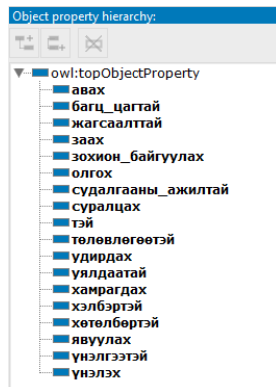 Object property hierarchy:
owl:topObjectProperty
авах
багц_цагтай
жагсаалттай
заах
зохион_байгуулах
олгох
судалгааны_ажилтай
суралцах
тэй
төлөвлөгөөтэй
удирдах
уялдаатай
хамрагдах
хэлбэртэй
хөтөлбөртэй
явуулах
үнэлгээтэй
үнэлэх